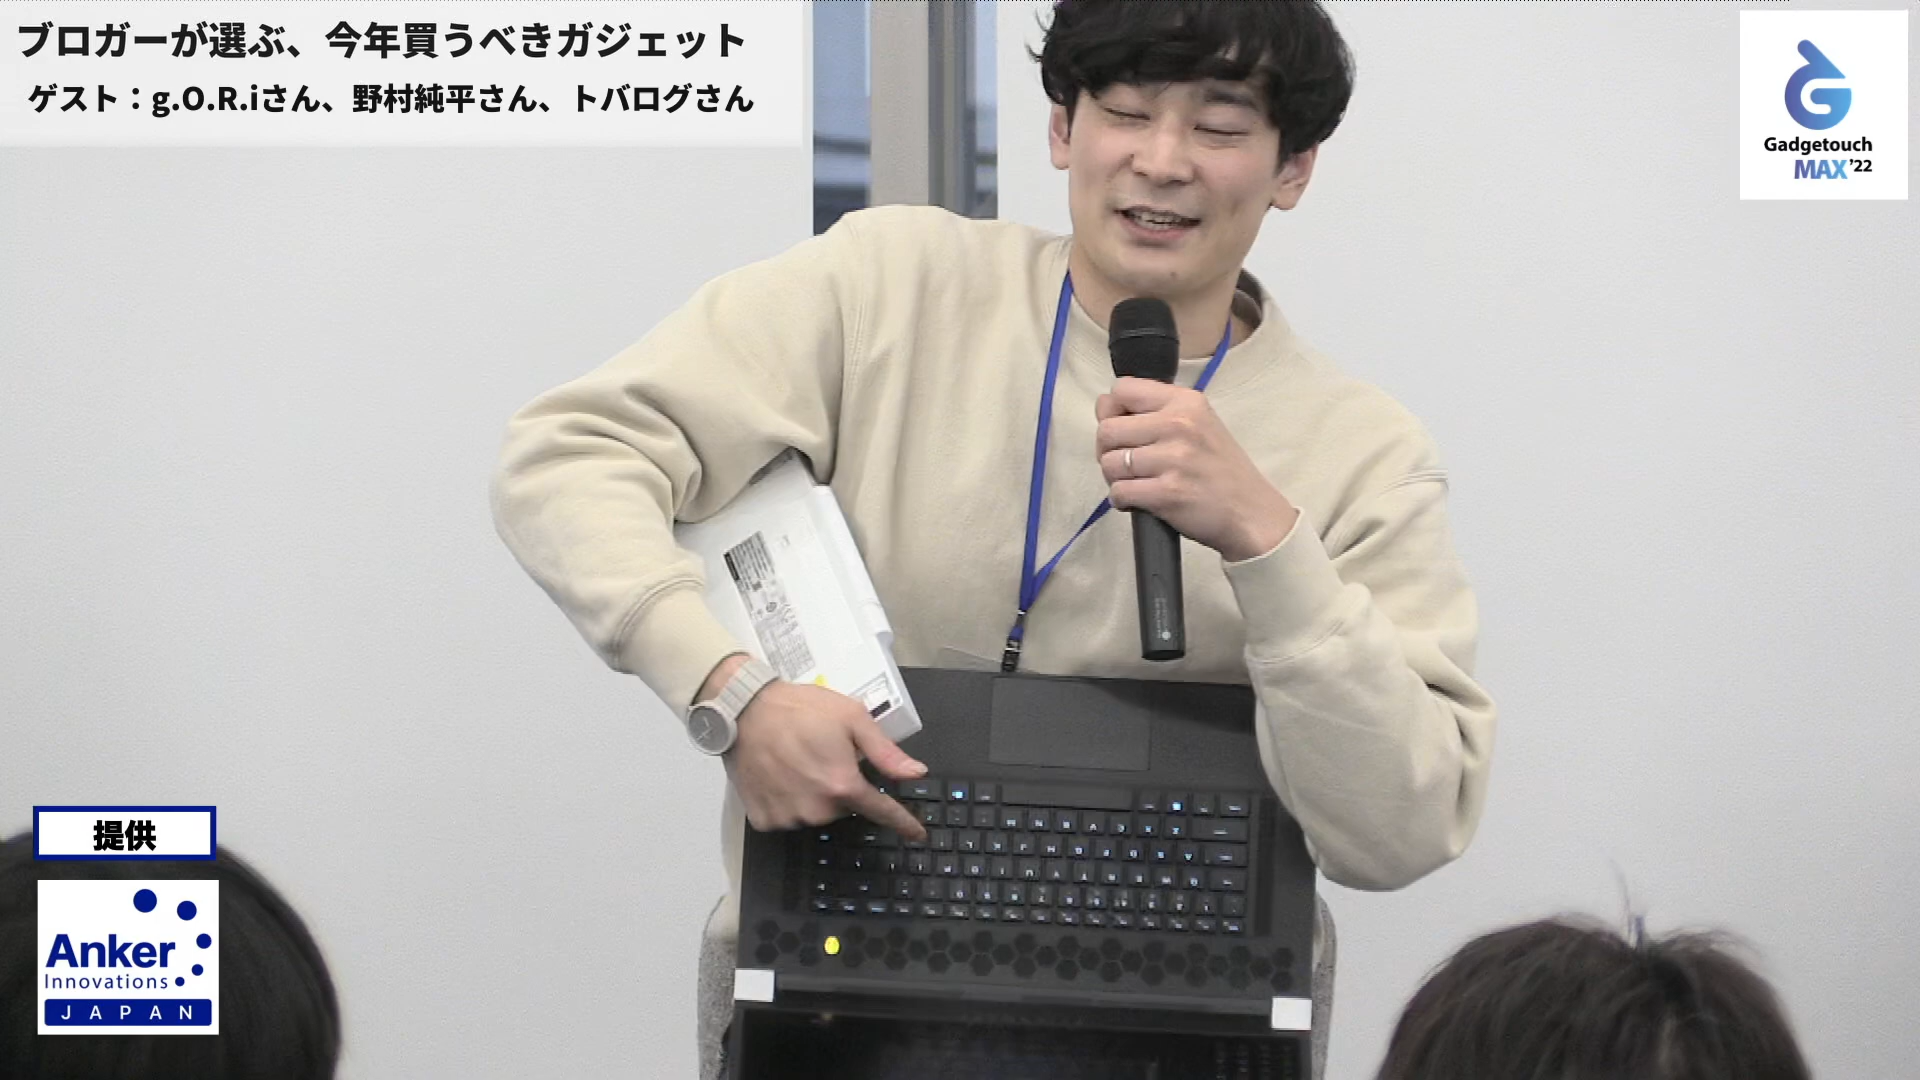 ブロガーが選ぶ、今年買うべきガジェット
ゲスト：g.O.R.iさん、野村純平さん、トバログさん
Gadgetouch
MAX '22
提供
Anker
Innovations
JAPAN